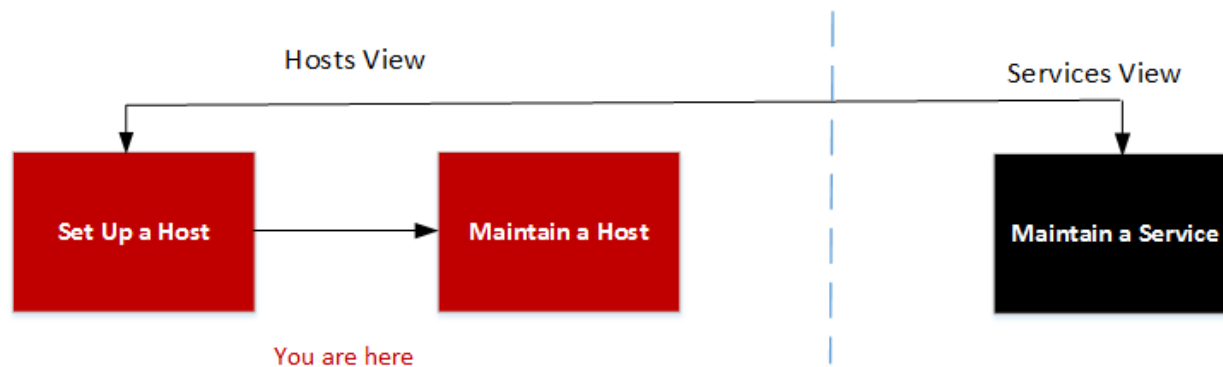 Hosts View
Services View
Set Up a Host
Maintain a Host
Maintain a Service
You are here